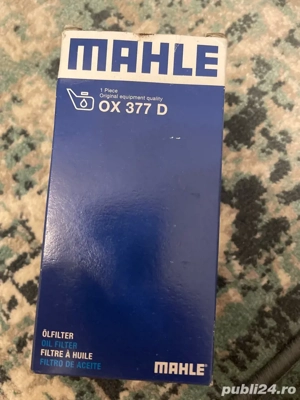 MAHLE
1 Piece
Original equipment quality
OX 377 D
ÖLFILTER
OIL FILTER
FILTRE À HUILE
FILTRO DE ACEITE
MAHLE
publi24.ro